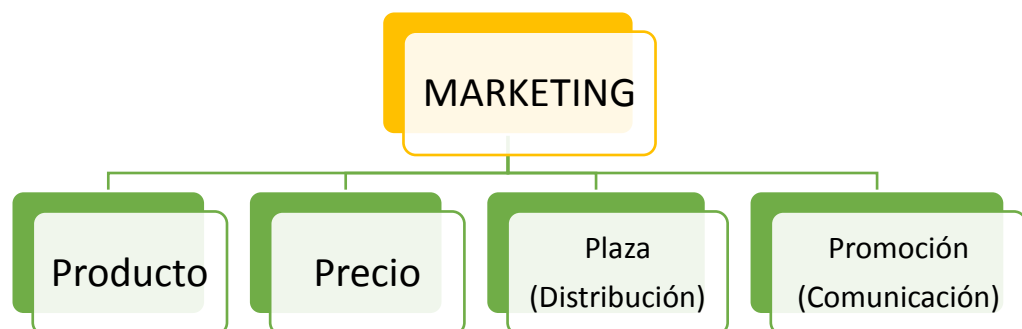 MARKETING
Producto
Precio
Plaza
(Distribución)
Promoción
(Comunicación)